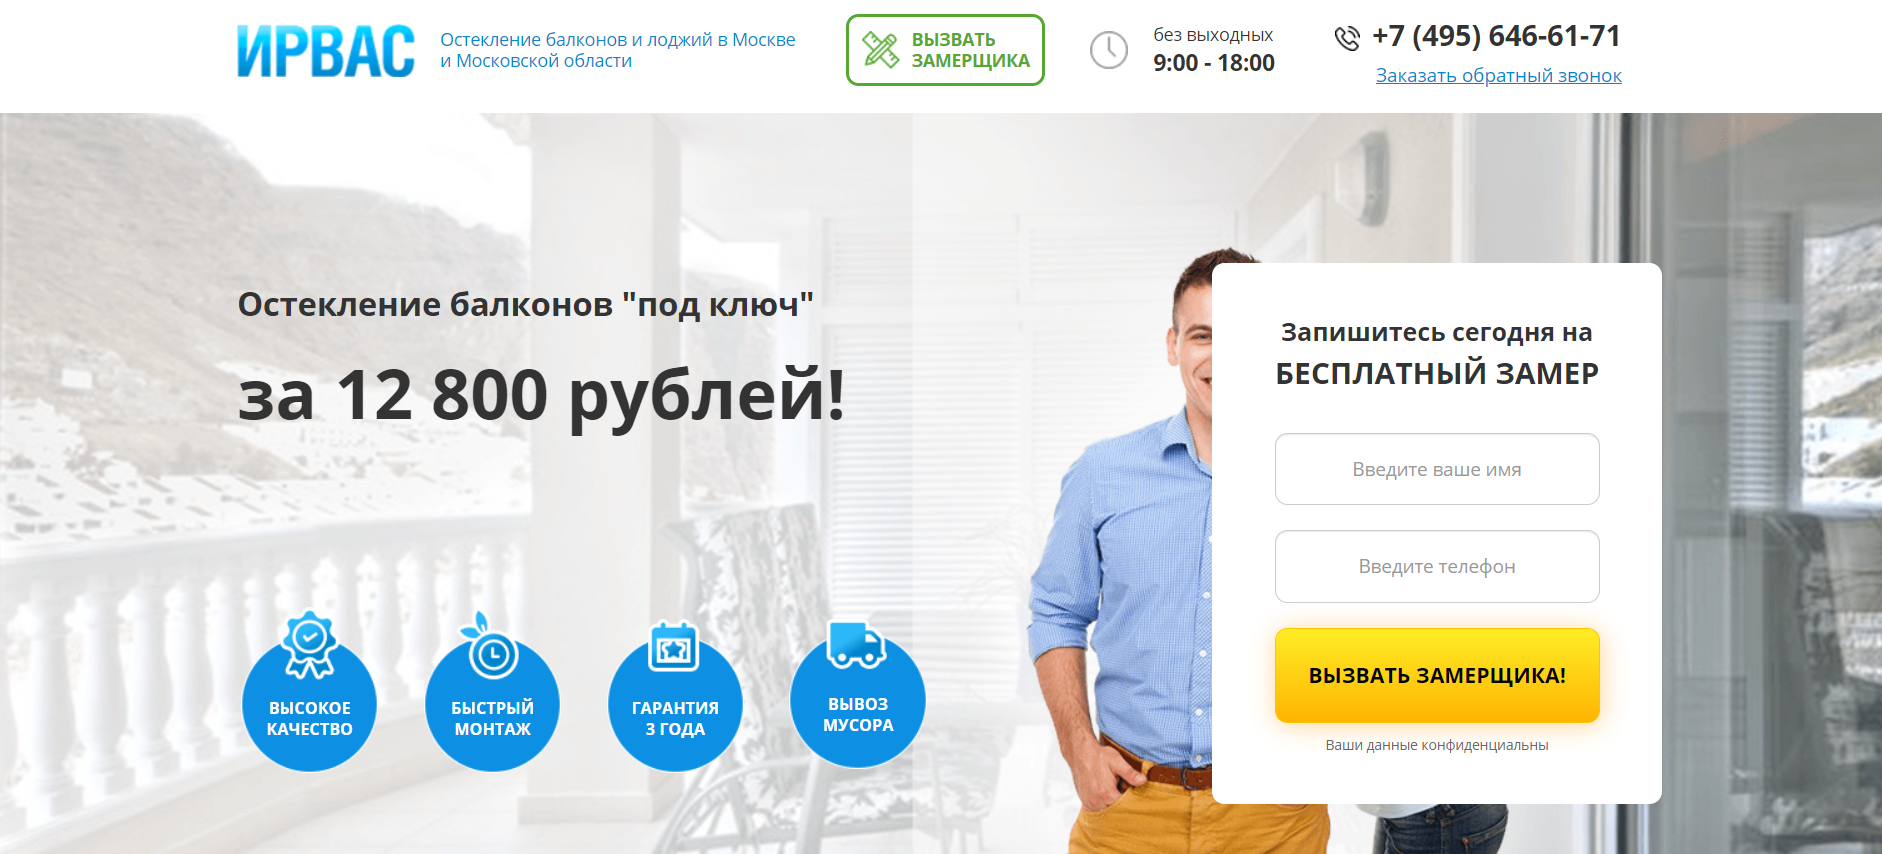 ИРВАС
Остекление балконов и лоджий в Москве
и Московской области
ВЫЗВАТЬ
ЗАМЕРЩИКА
без выходных
9:00 - 18:00
+7 (495) 646-61-71
Заказать обратный звонок
Остекление балконов "под ключ"
за 12 800 рублей!
ВЫСОКОЕ
КАЧЕСТВО
БЫСТРЫЙ
МОНТАЖ
ГАРАНТИЯ
3 ГОДА
ВЫВОЗ
МУСОРА
Запишитесь сегодня на
БЕСПЛАТНЫЙ ЗАМЕР
Введите ваше имя
Введите телефон
ВЫЗВАТЬ ЗАМЕРЩИКА!
Ваши данные конфиденциальны